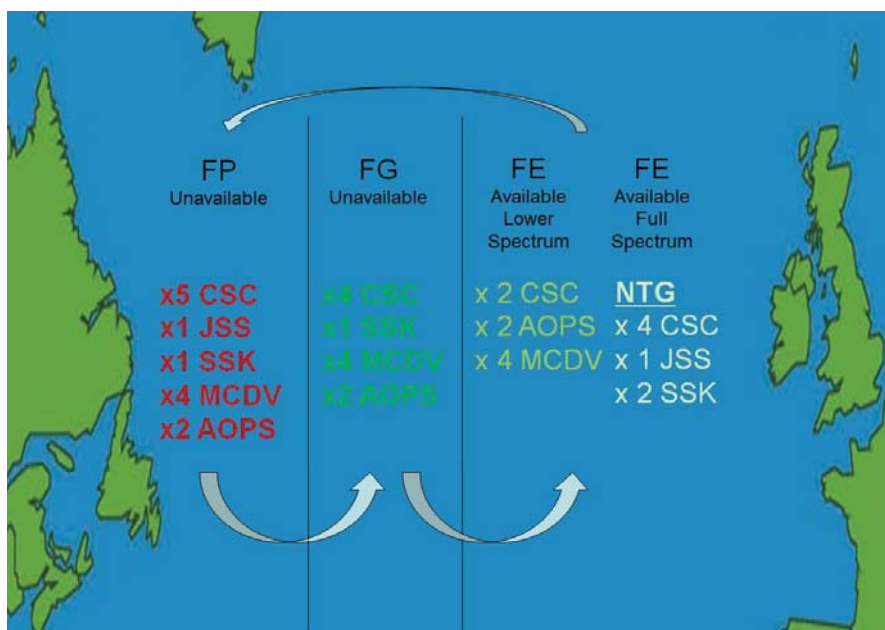 FP
Unavailable
x5 CSC
x1 JSS
x1 SSK
x4 MCDV
x2 AOPS
FG
Unavailable
x4 CSC
x1 SSK
x4 MCDV
x2 AOPS
FE
Available
Lower
Spectrum
x 2 CSC
x 2 AOPS
x 4 MCDV
FE
Available
Full
Spectrum
NTG
x 4 CSC
x 1 JSS
x 2 SSK